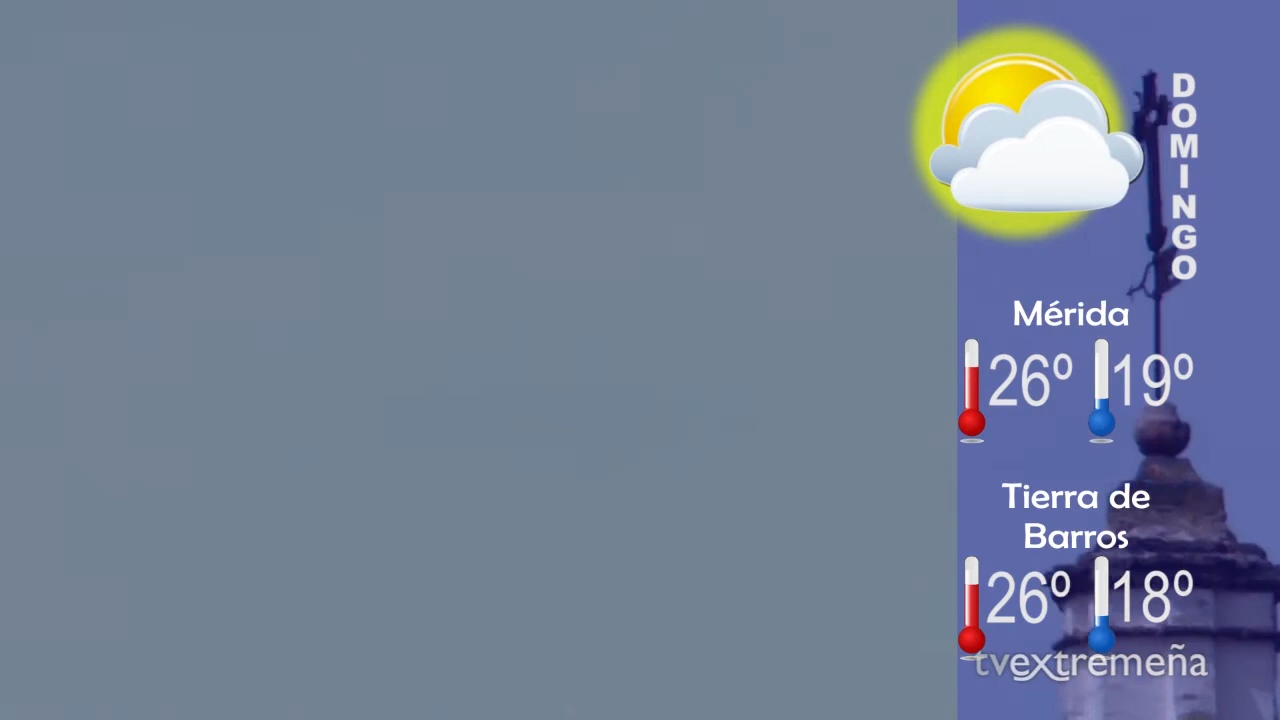 DOMINGO
Mérida
26º 19º
Tierra de
Barros
26º 18º
tvextremeña